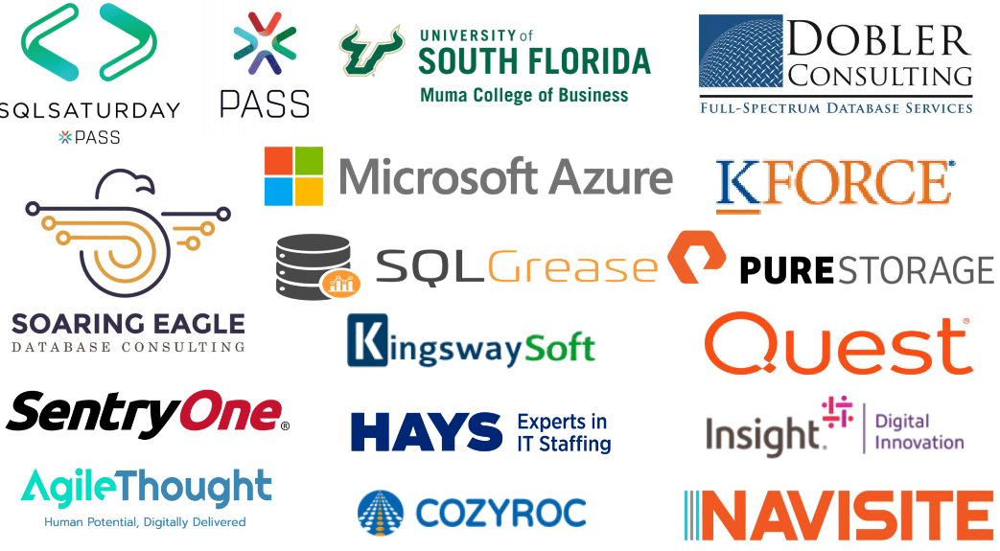 SQLSATURDAY
PASS
PASS
UNIVERSITY of
SOUTH FLORIDA
Muma College of Business
DOBLER
CONSULTING
FULL-SPECTRUM DATABASE SERVICES
Microsoft Azure
KFORCE
SOARING EAGLE
DATABASE CONSULTING
SQLGrease
PURESTORAGE
KingswaySoft
Quest®
SentryOne®
HAYS Experts in
IT Staffing
Insight. Digital
Innovation
AgileThought
Human Potential, Digitally Delivered
COZYROC
NAVISITE